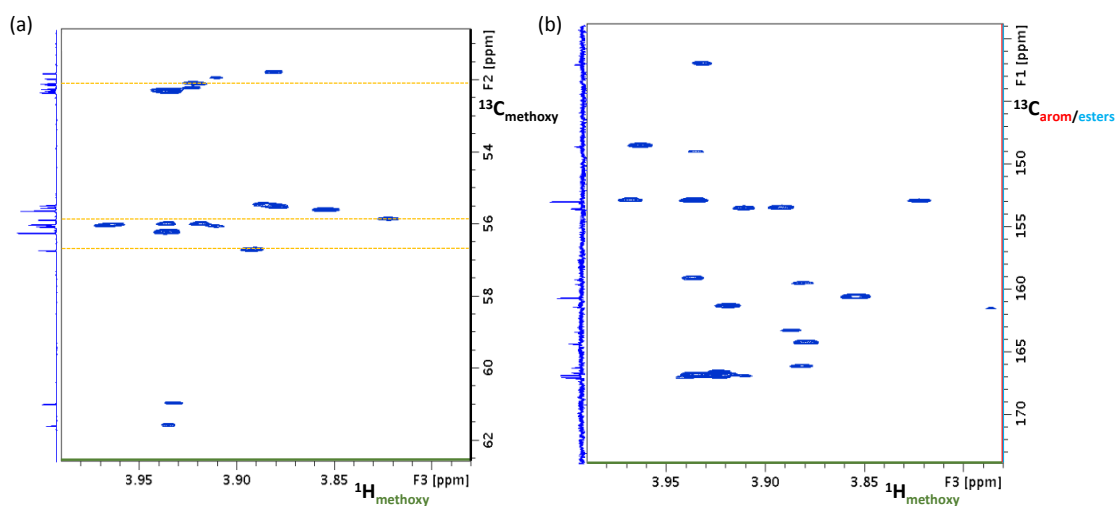 (a)
F2 [ppm]
13Cmethoxy
54
56
58
60
62
3.95
3.90
3.85
F3 [ppm]
1Hmethoxy
(b)
F1 [ppm]
13Carom/esters
150
155
160
165
170
3.95
3.90
3.85
F3 [ppm]
1Hmethoxy